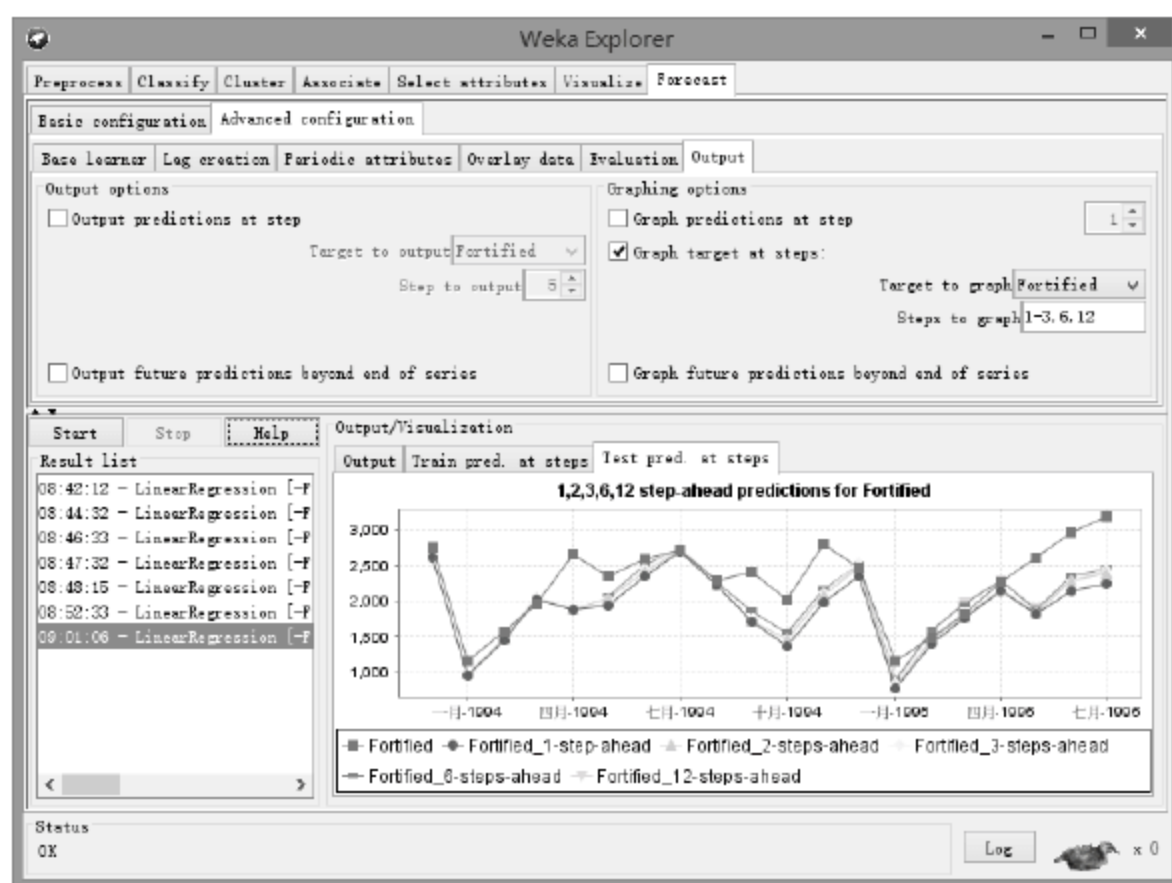 Weka Explorer
Preprocess Classify Cluster Associate Select attributes Visualize Forecast
Basic configuration Advanced configuration
Base learner Lag creation Periodic attributes Overlay data Evaluation Output
Output options
Output predictions at step
Target to output Fortified
Step to output 5
Output future predictions beyond end of series
Graphing options
Graph predictions at step 1
Graph target at steps:
Target to graph Fortified
Steps to graph 1-3,6,12
Graph future predictions beyond end of series
Start Stop Help
Result list
08:42:12 - LinearRegression [-F
08:44:32 - LinearRegression [-F
08:46:33 - LinearRegression [-F
08:47:32 - LinearRegression [-F
08:48:15 - LinearRegression [-F
08:52:33 - LinearRegression [-F
09:01:06 - LinearRegression [-F
Output/Visualization
Output Train pred. at steps Test pred. at steps
1,2,3,6,12 step-ahead predictions for Fortified
3,000
2,500
2,000
1,500
1,000
一月-1994 四月-1994 七月-1994 十月-1994 一月-1995 四月-1995 七月-1995
Fortified Fortified_1-step-ahead Fortified_2-steps-ahead Fortified_3-steps-ahead
Fortified_6-steps-ahead Fortified_12-steps-ahead
Status
OK
Log x 0